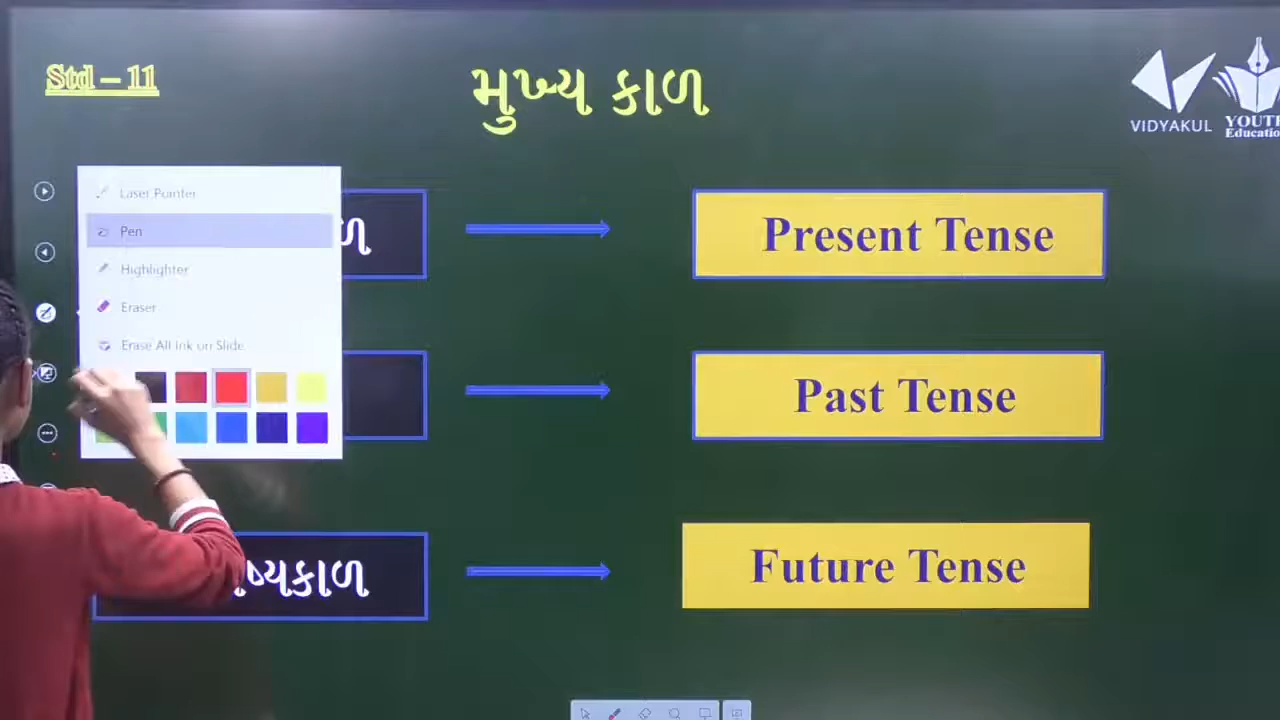 Std – 11
મુખ્ય કાળ
VIDYAKUL
YOUTH
Education
Laser Pointer
Pen
Highlighter
Eraser
Erase All Ink on Slide
Present Tense
Past Tense
Future Tense